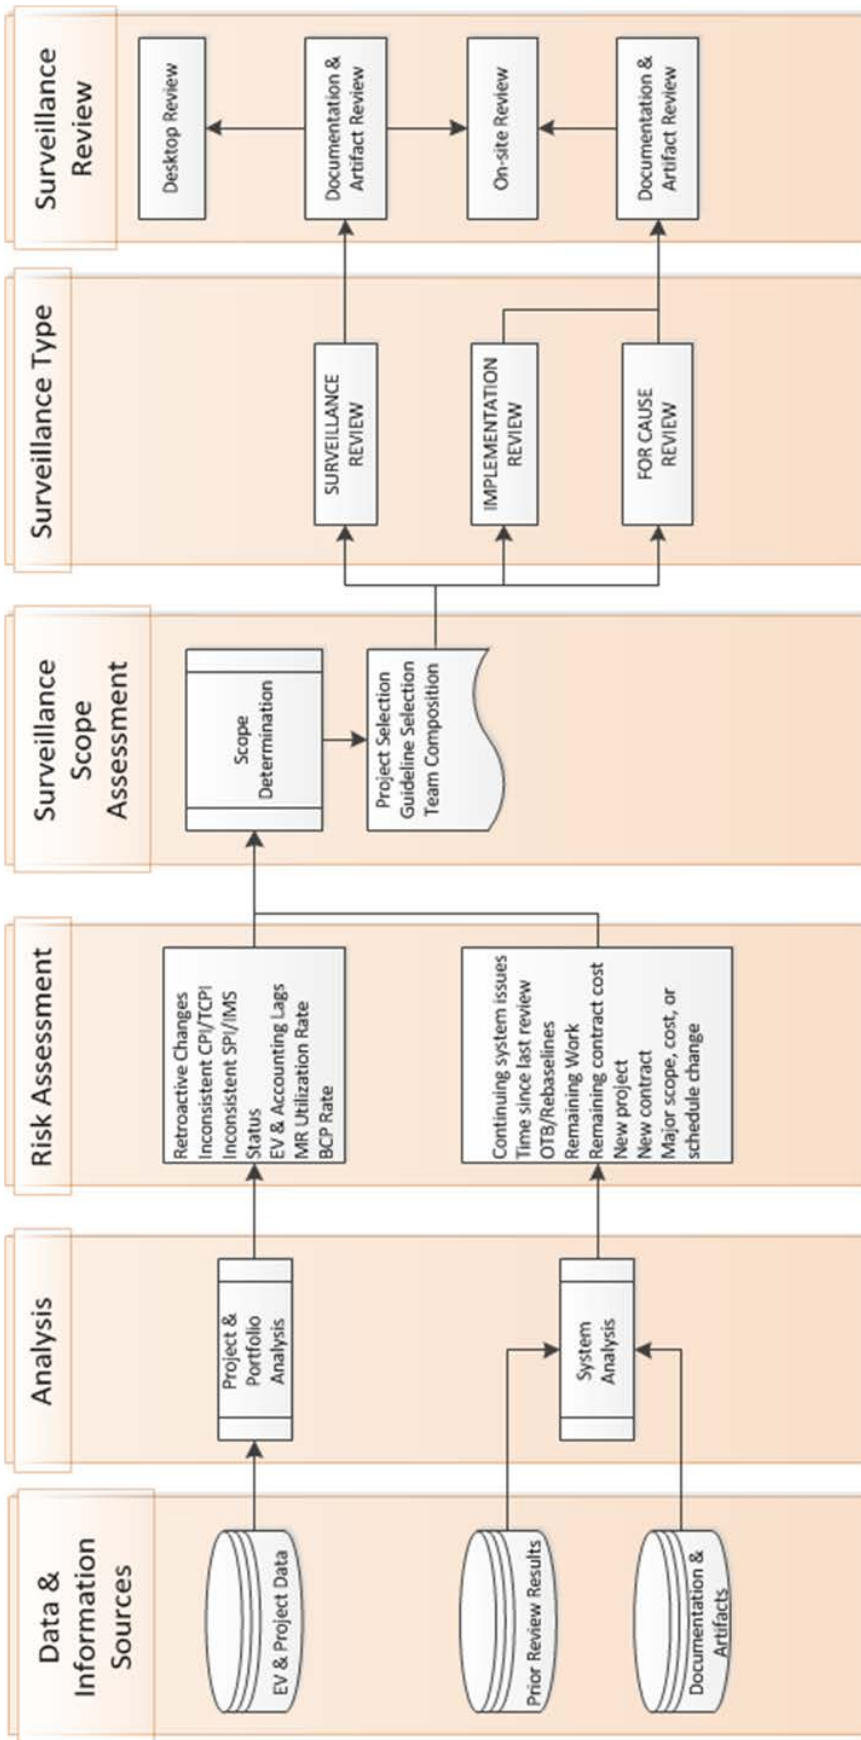 Data &
Information
Sources
EV & Project Data
Prior Review Results
Documentation &
Artifacts
Analysis
Project &
Portfolio
Analysis
System
Analysis
Risk Assessment
Retroactive Changes
Inconsistent CPI/TCPI
Inconsistent SPI/IMS
Status
EV & Accounting Lags
MR Utilization Rate
BCP Rate
Continuing system issues
Time since last review
OTB/Rebaselines
Remaining Work
Remaining contract cost
New project
New contract
Major scope, cost, or
schedule change
Surveillance
Scope
Assessment
Scope
Determination
Project Selection
Guideline Selection
Team Composition
Surveillance Type
SURVEILLANCE
REVIEW
IMPLEMENTATION
REVIEW
FOR CAUSE
REVIEW
Surveillance
Review
Desktop Review
Documentation &
Artifact Review
On-site Review
Documentation &
Artifact Review